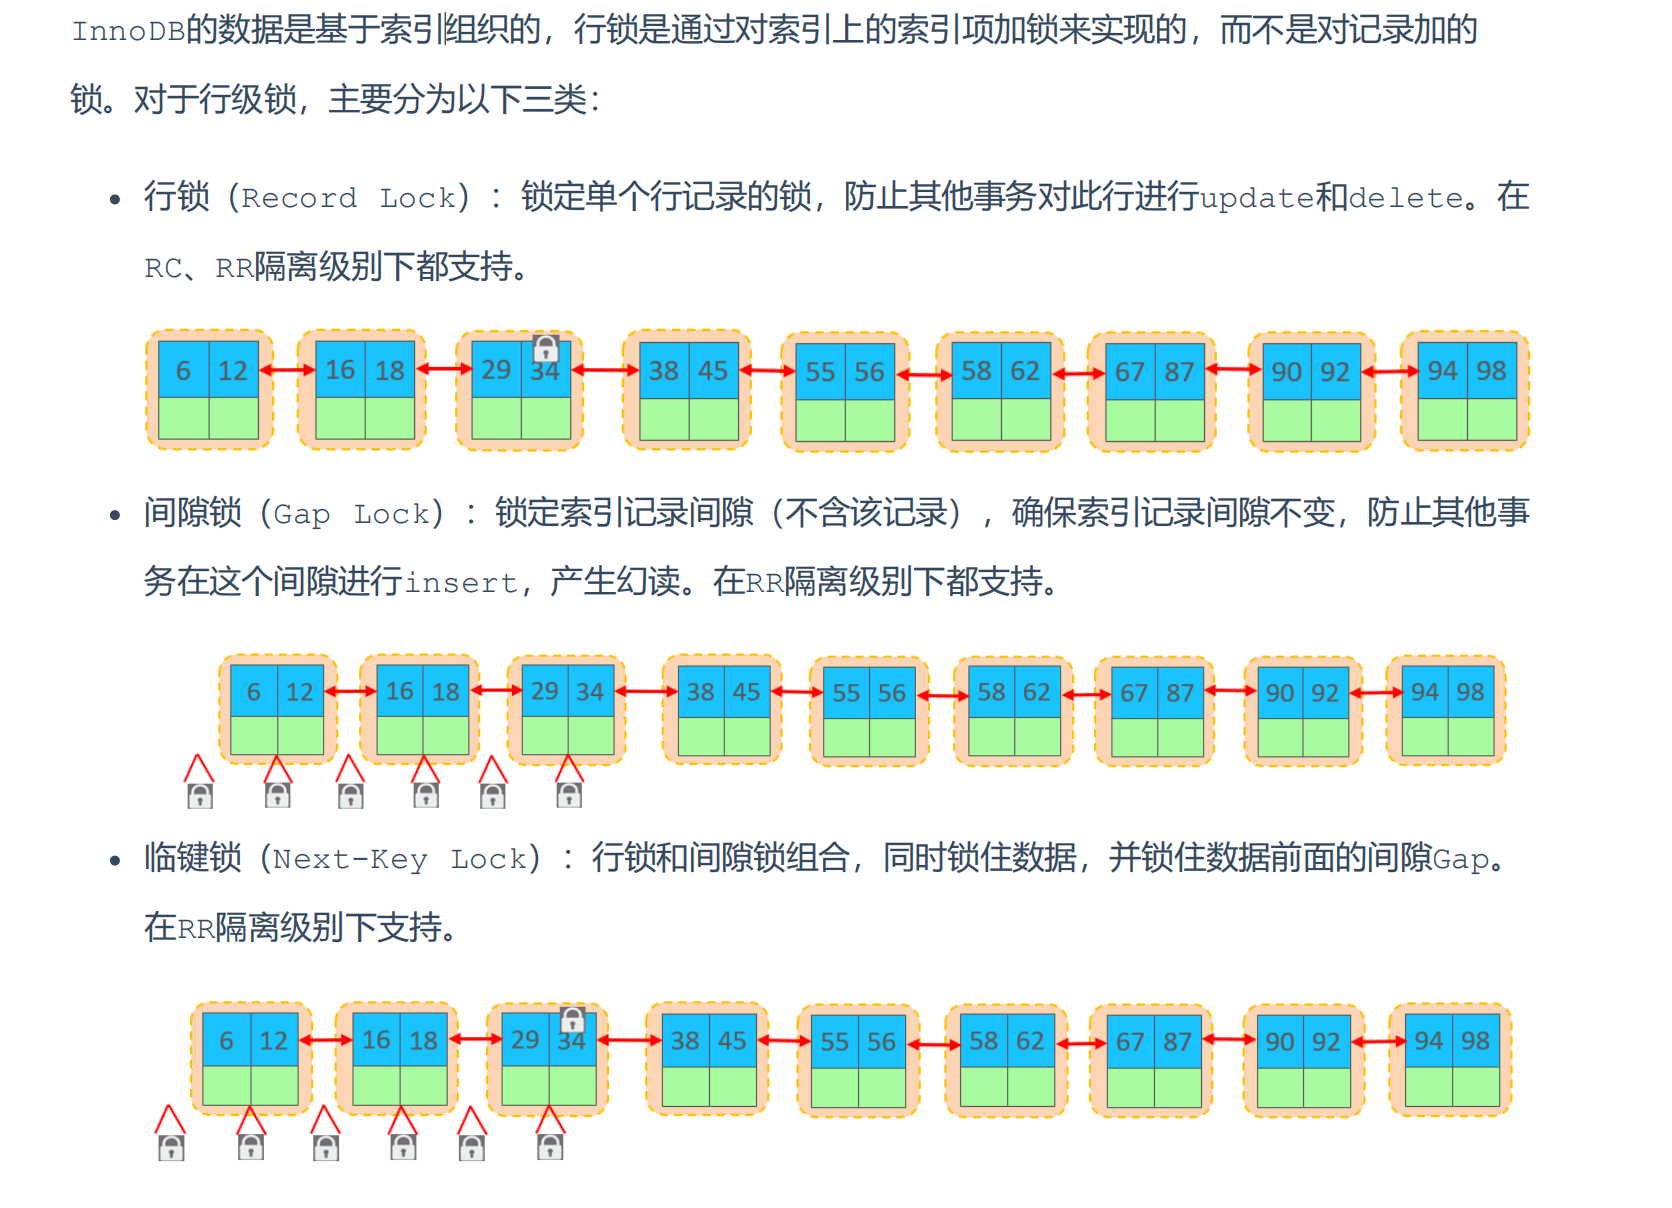 InnoDB的数据是基于索引组织的，行锁是通过对索引上的索引项加锁来实现的，而不是对记录加的
锁。对于行级锁，主要分为以下三类：
行锁（Record Lock）：锁定单个行记录的锁，防止其他事务对此行进行update和delete。在
RC、RR隔离级别下都支持。
6 12 16 18 29 34 38 45 55 56 58 62 67 87 90 92 94 98
间隙锁（Gap Lock）：锁定索引记录间隙（不含该记录），确保索引记录间隙不变，防止其他事
务在这个间隙进行insert，产生幻读。在RR隔离级别下都支持。
6 12 16 18 29 34 38 45 55 56 58 62 67 87 90 92 94 98
临键锁（Next-Key Lock）：行锁和间隙锁组合，同时锁住数据，并锁住数据前面的间隙Gap。
在RR隔离级别下支持。
6 12 16 18 29 34 38 45 55 56 58 62 67 87 90 92 94 98